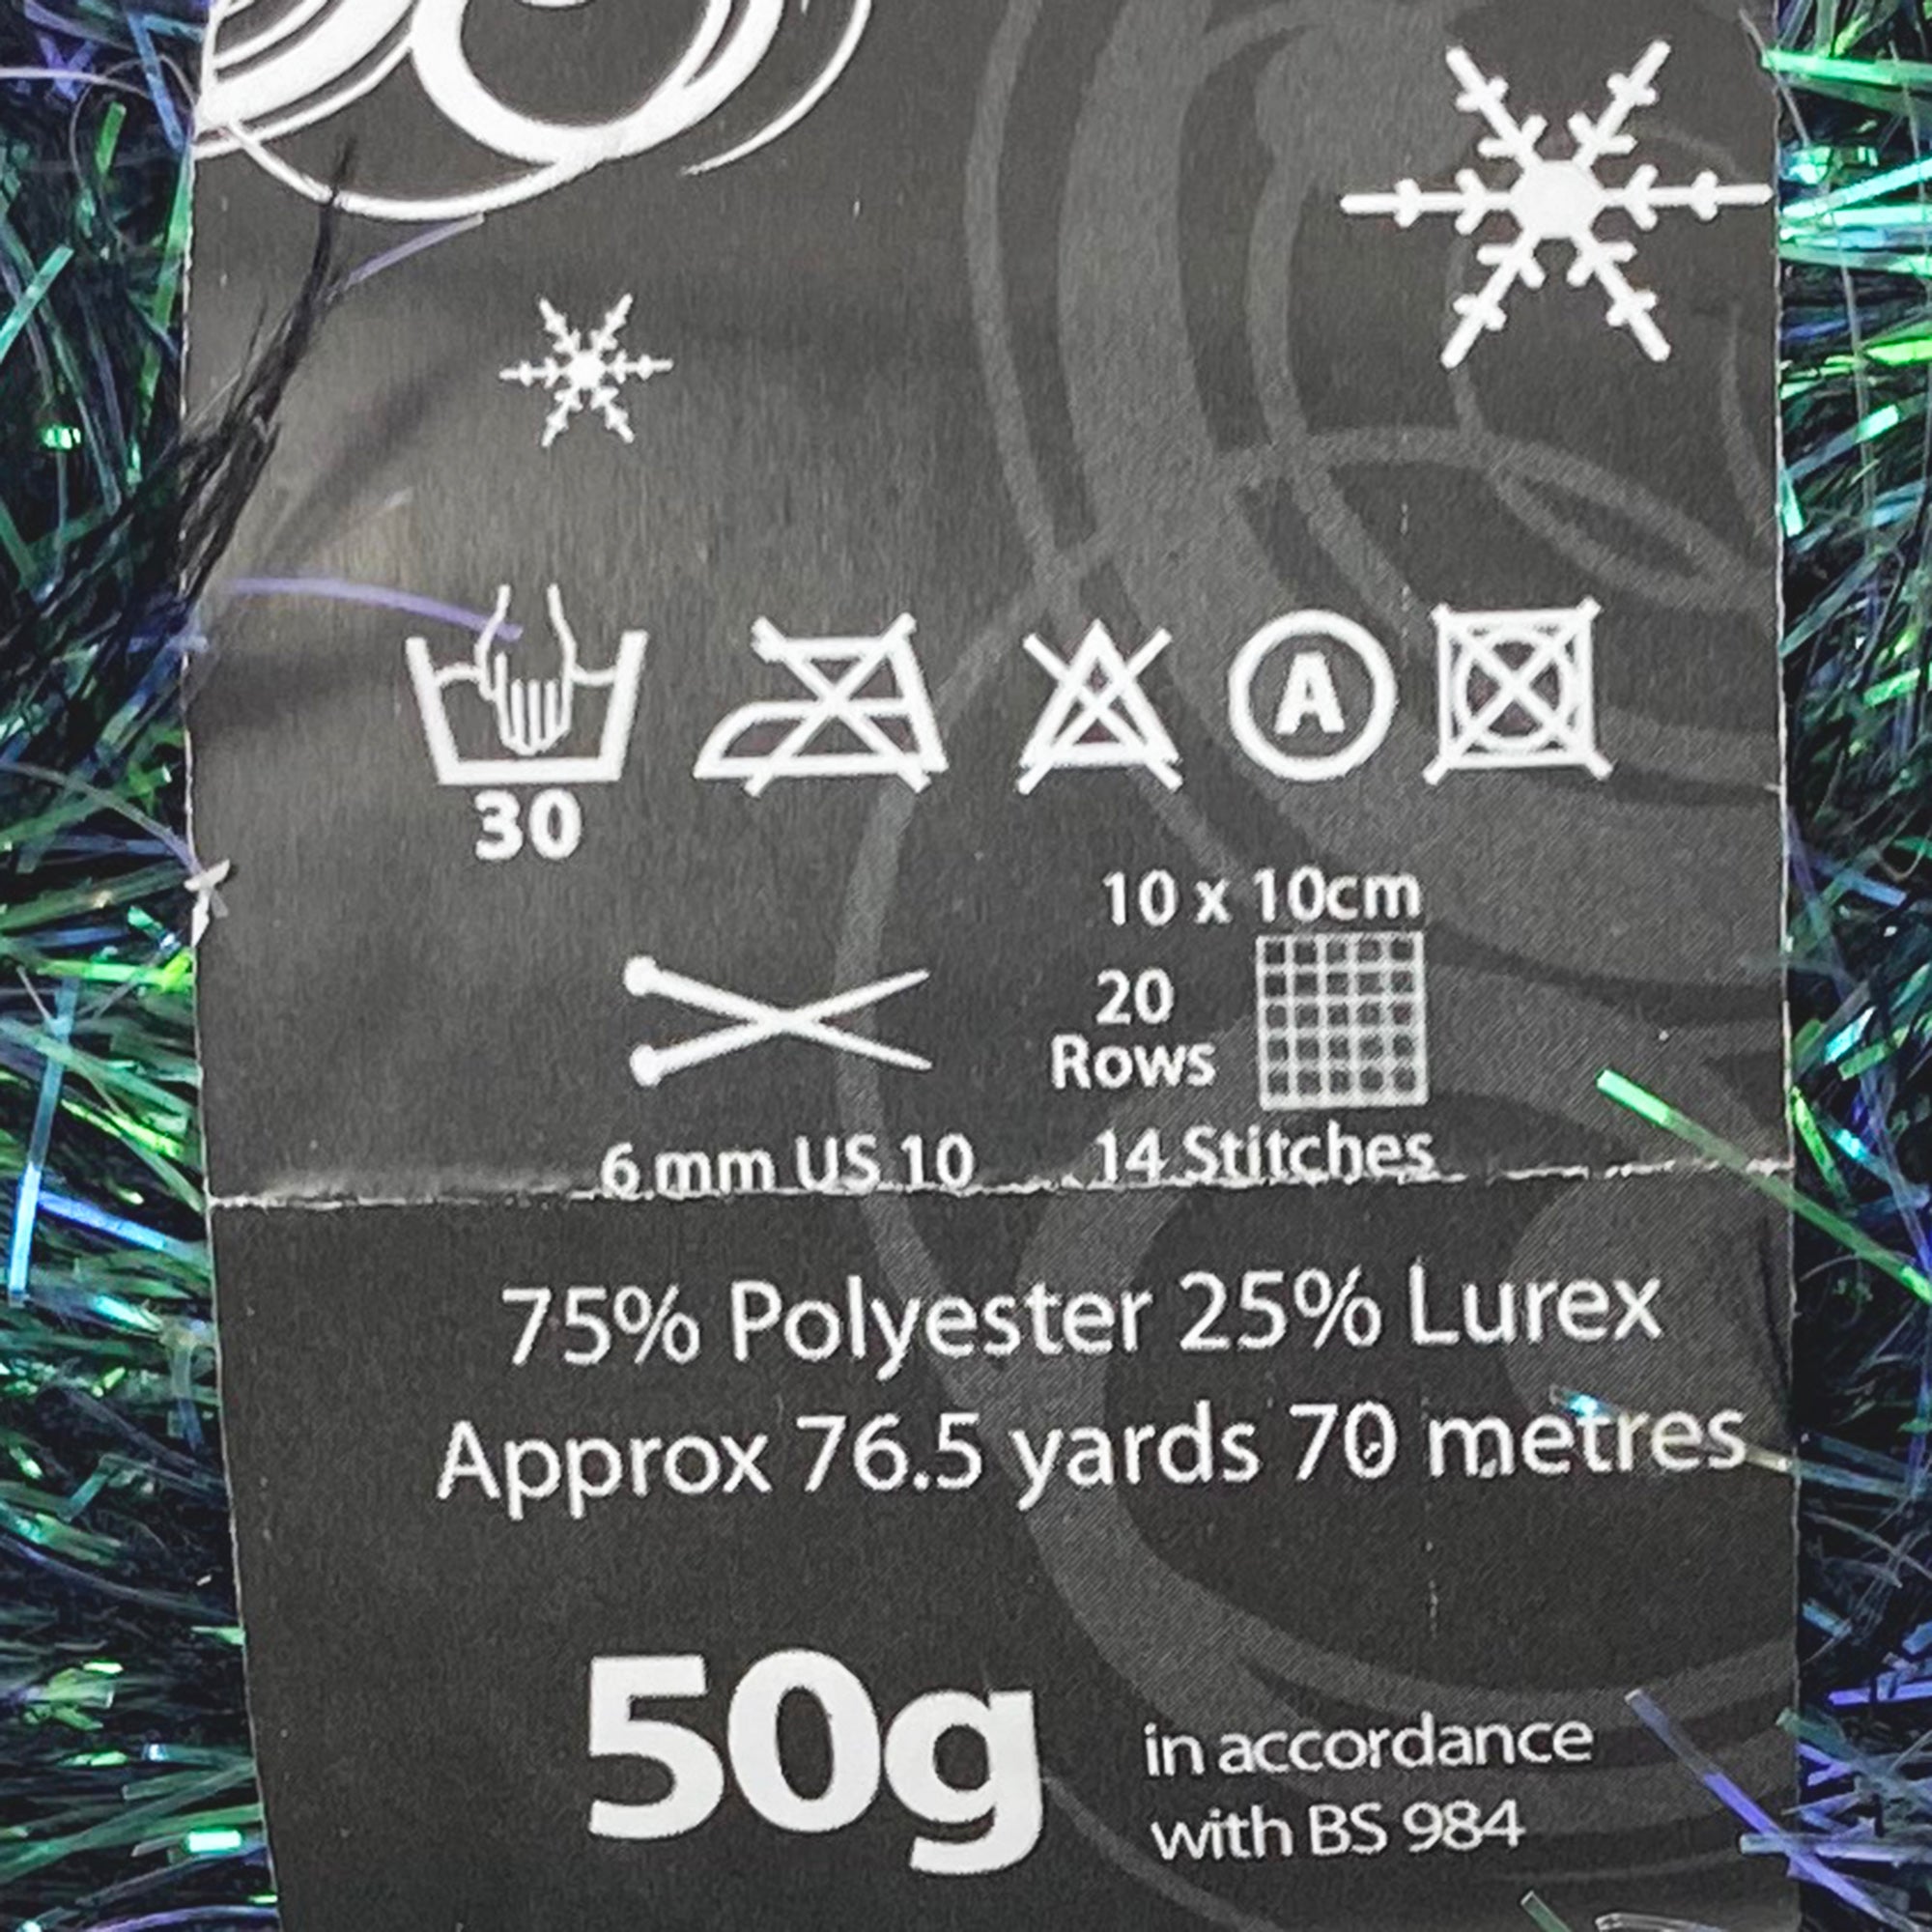 A
30
10 x 10cm
20
Rows
6 mm US 10
14 Stitches
75% Polyester 25% Lurex
Approx 76.5 yards 70 metres
50g
in accordance
with BS 984